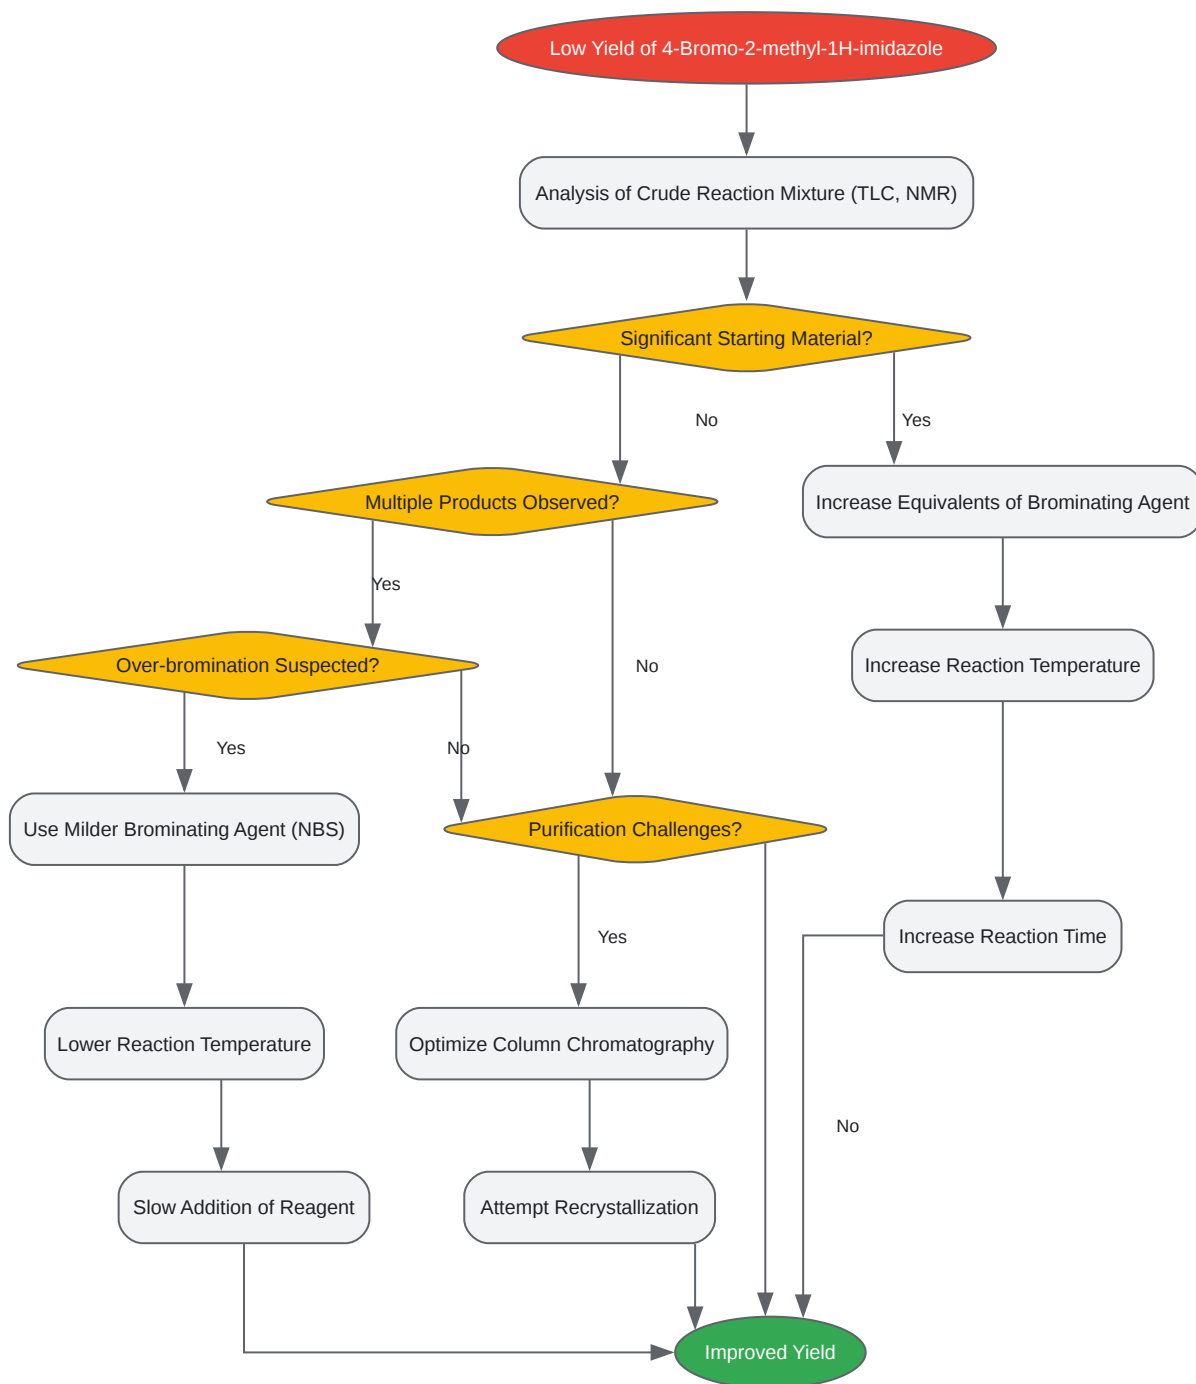 Low Yield of 4-Bromo-2-methyl-1H-imidazole
Analysis of Crude Reaction Mixture (TLC, NMR)
Significant Starting Material?
No
Yes
Multiple Products Observed?
Increase Equivalents of Brominating Agent
Yes
Over-bromination Suspected?
No
Increase Reaction Temperature
Yes
No
Use Milder Brominating Agent (NBS)
Purification Challenges?
Yes
Increase Reaction Time
Lower Reaction Temperature
Optimize Column Chromatography
No
Slow Addition of Reagent
Attempt Recrystallization
Improved Yield